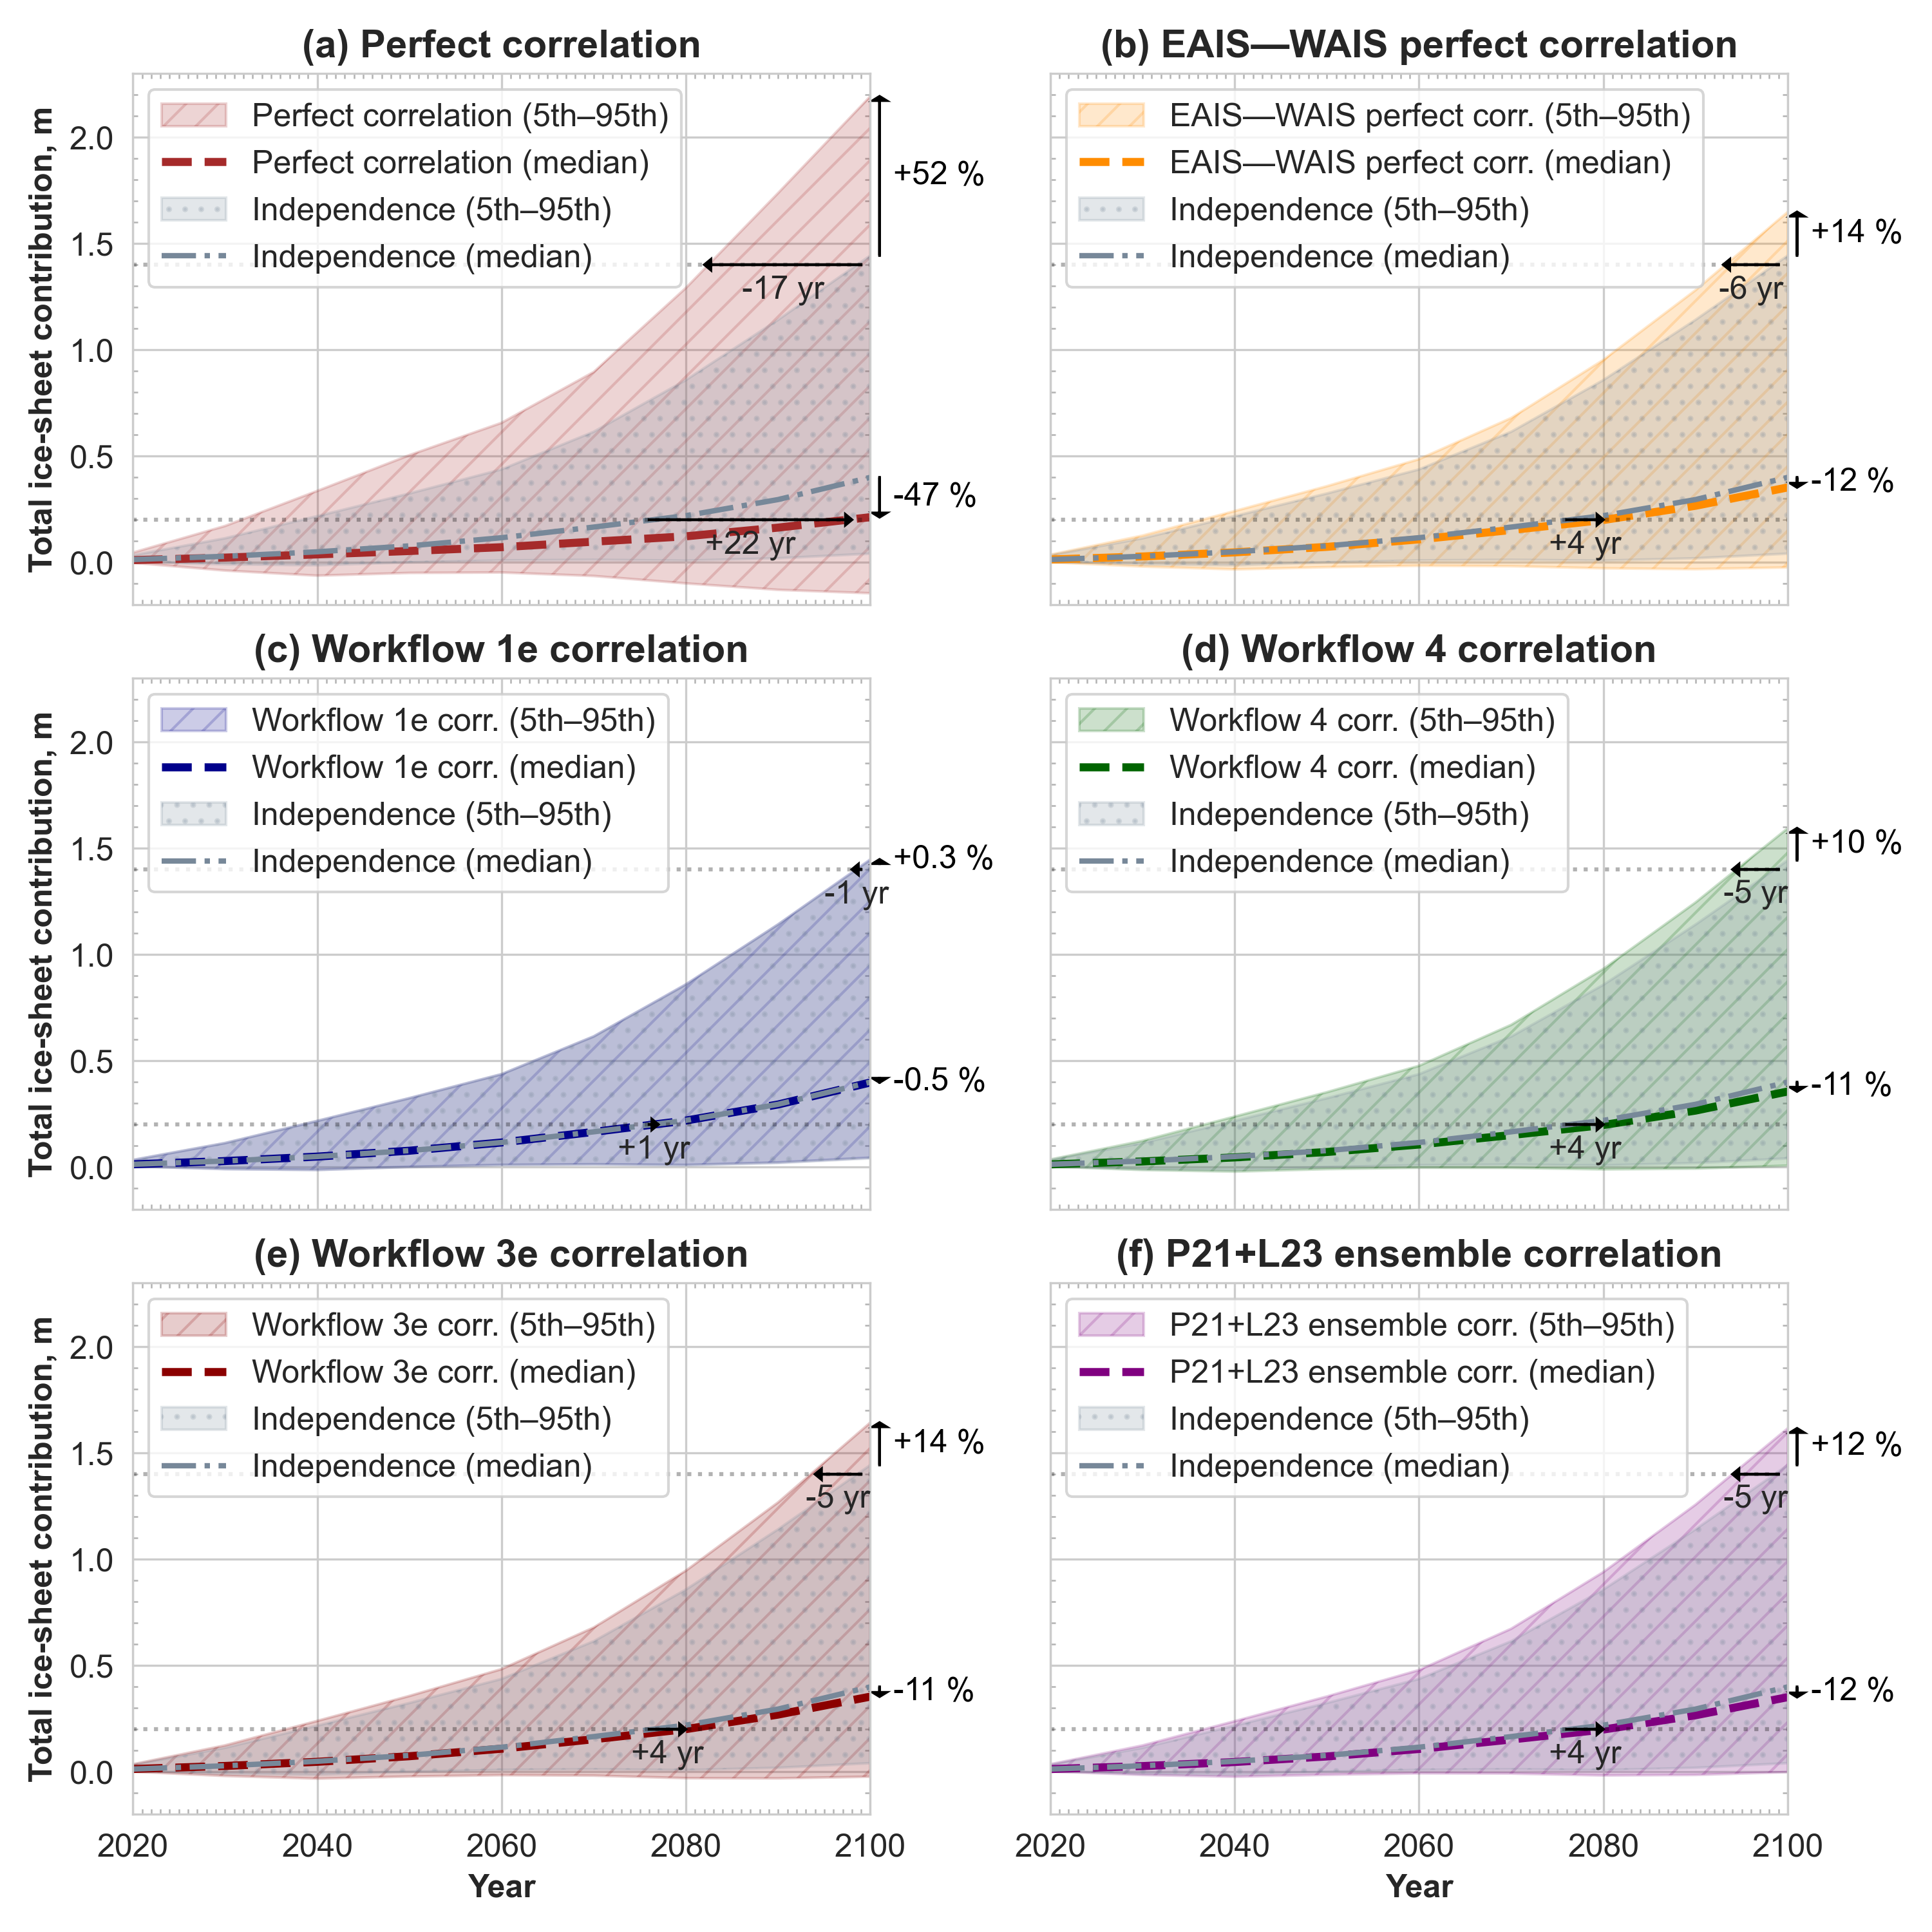 (a) Perfect correlation
Total ice-sheet contribution, m
2.0
1.5
1.0
0.5
0.0
Perfect correlation (5th–95th)
Perfect correlation (median)
Independence (5th–95th)
Independence (median)
+52 %
-17 yr
-47 %
+22 yr
(b) EAIS—WAIS perfect correlation
EAIS—WAIS perfect corr. (5th–95th)
EAIS—WAIS perfect corr. (median)
Independence (5th–95th)
Independence (median)
+14 %
-6 yr
-12 %
+4 yr
(c) Workflow 1e correlation
Total ice-sheet contribution, m
2.0
1.5
1.0
0.5
0.0
Workflow 1e corr. (5th–95th)
Workflow 1e corr. (median)
Independence (5th–95th)
Independence (median)
+0.3 %
-1 yr
-0.5 %
+1 yr
(d) Workflow 4 correlation
Workflow 4 corr. (5th–95th)
Workflow 4 corr. (median)
Independence (5th–95th)
Independence (median)
+10 %
-5 yr
-11 %
+4 yr
(e) Workflow 3e correlation
Total ice-sheet contribution, m
2.0
1.5
1.0
0.5
0.0
Workflow 3e corr. (5th–95th)
Workflow 3e corr. (median)
Independence (5th–95th)
Independence (median)
+14 %
-5 yr
-11 %
+4 yr
2020 2040 2060 2080 2100
Year
(f) P21+L23 ensemble correlation
P21+L23 ensemble corr. (5th–95th)
P21+L23 ensemble corr. (median)
Independence (5th–95th)
Independence (median)
+12 %
-5 yr
-12 %
+4 yr
2020 2040 2060 2080 2100
Year